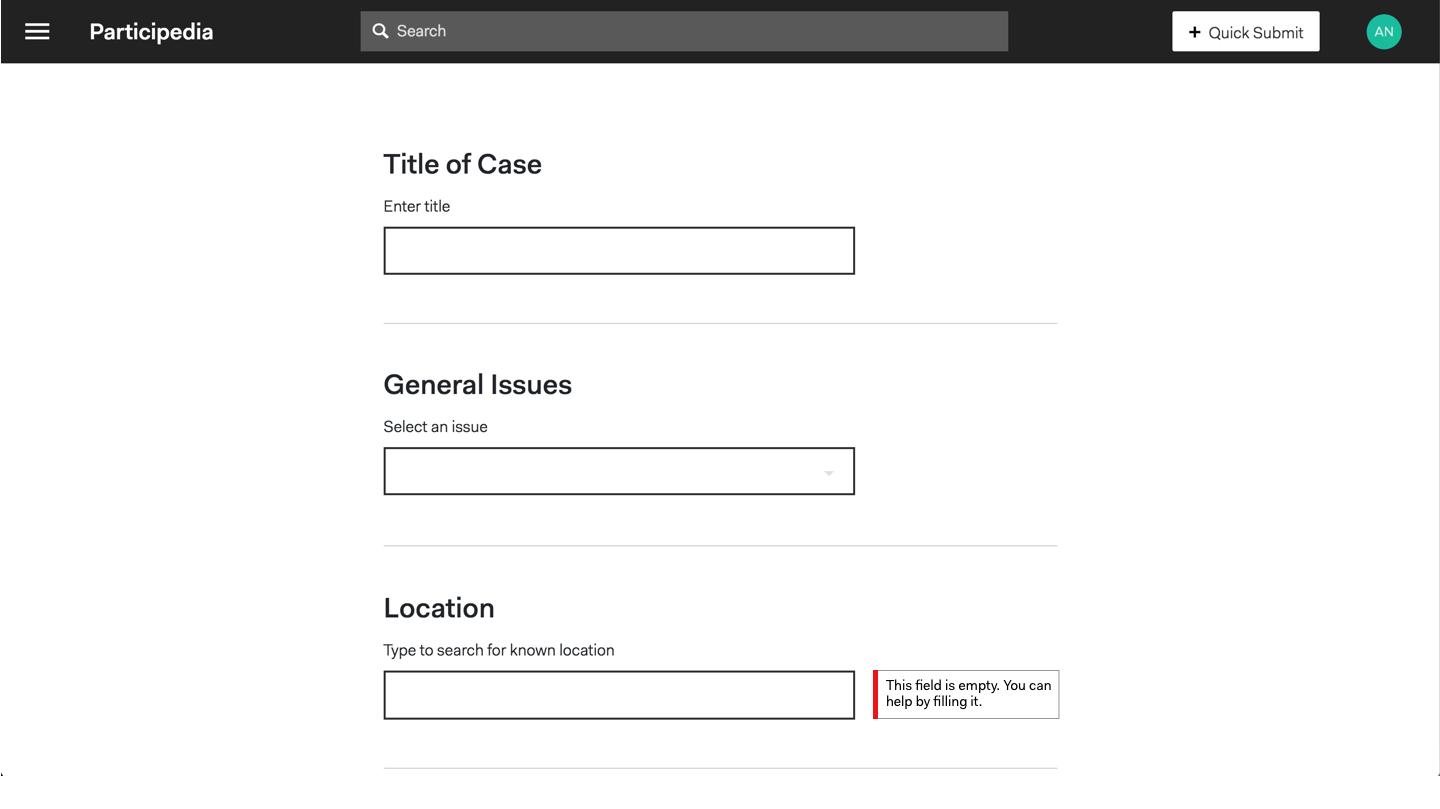 Participedia
Search
+ Quick Submit
AN
Title of Case
Enter title
General Issues
Select an issue
Location
Type to search for known location
This field is empty. You can
help by filling it.